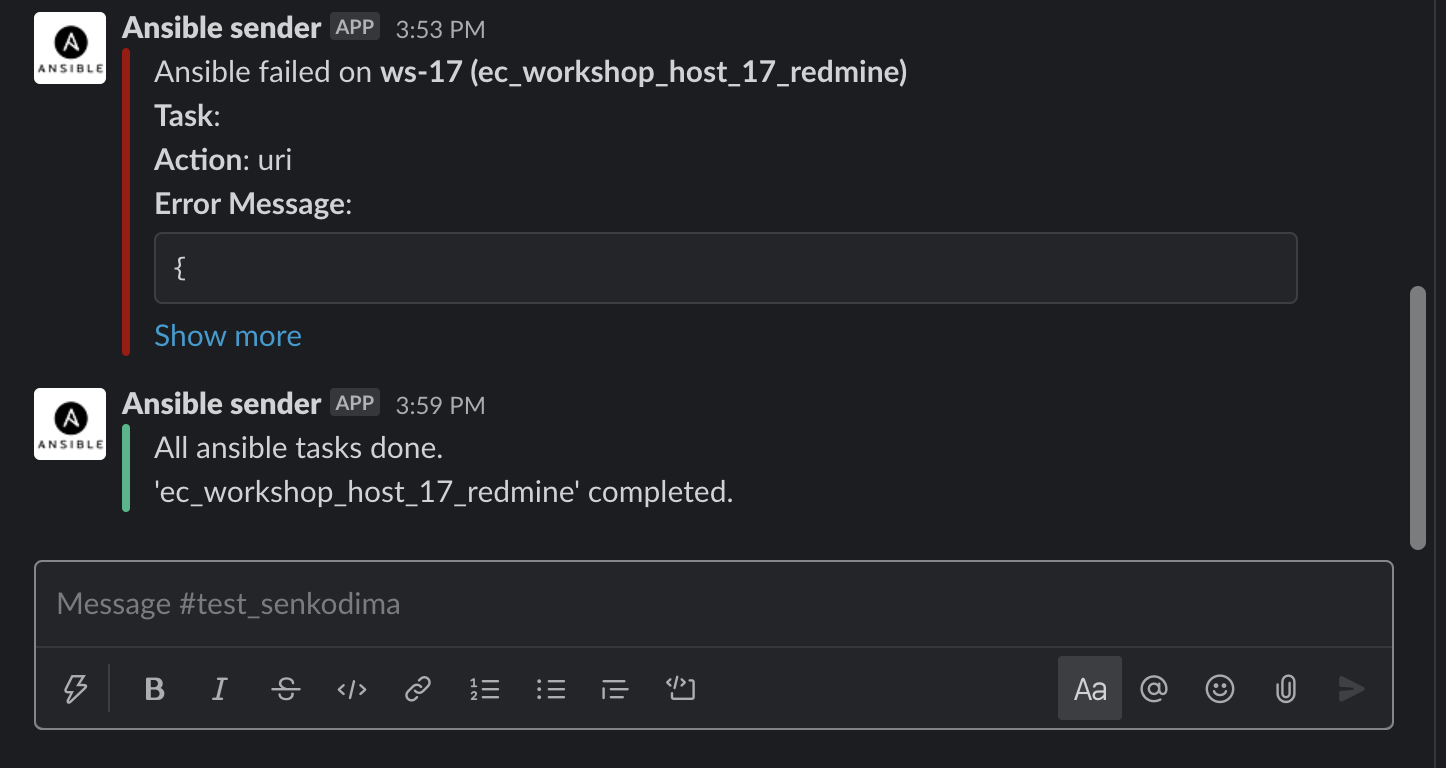 Ansible sender APP 3:53 PM
ANSIBLE
Ansible failed on ws-17 (ec_workshop_host_17_redmine)
Task:
Action: uri
Error Message:
{
Show more
Ansible sender APP 3:59 PM
ANSIBLE
All ansible tasks done.
'ec_workshop_host_17_redmine' completed.
Message #test_senkodima
B I S </> Aa @